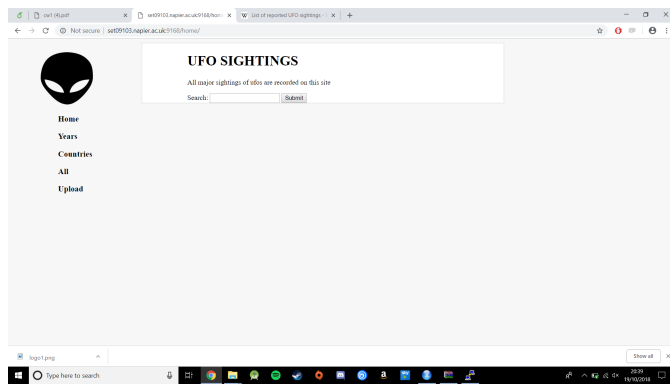 cw1 (4).pdf
set09103.napier.ac.uk:9168/home/
List of reported UFO sightings -
Not secure | set09103.napier.ac.uk:9168/home/
UFO SIGHTINGS
All major sightings of ufos are recorded on this site
Search: Submit
Home
Years
Countries
All
Upload
logo1.png
Show all
Type here to search
20:39
19/10/2018